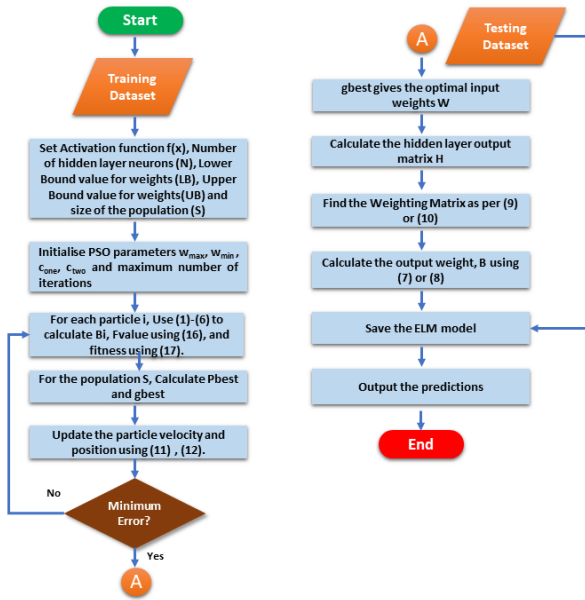 Start
Training
Dataset
Set Activation function f(x), Number
of hidden layer neurons (N), Lower
Bound value for weights (LB), Upper
Bound value for weights(UB) and
size of the population (S)
Initialise PSO parameters wmax, wmin,
cone, ctwo and maximum number of
iterations
For each particle i, Use (1)-(6) to
calculate Bi, Fvalue using (16), and
fitness using (17).
For the population S, Calculate Pbest
and gbest
Update the particle velocity and
position using (11) , (12).
No
Minimum
Error?
Yes
A
A
Testing
Dataset
gbest gives the optimal input
weights W
Calculate the hidden layer output
matrix H
Find the Weighting Matrix as per (9)
or (10)
Calculate the output weight, B using
(7) or (8)
Save the ELM model
Output the predictions
End